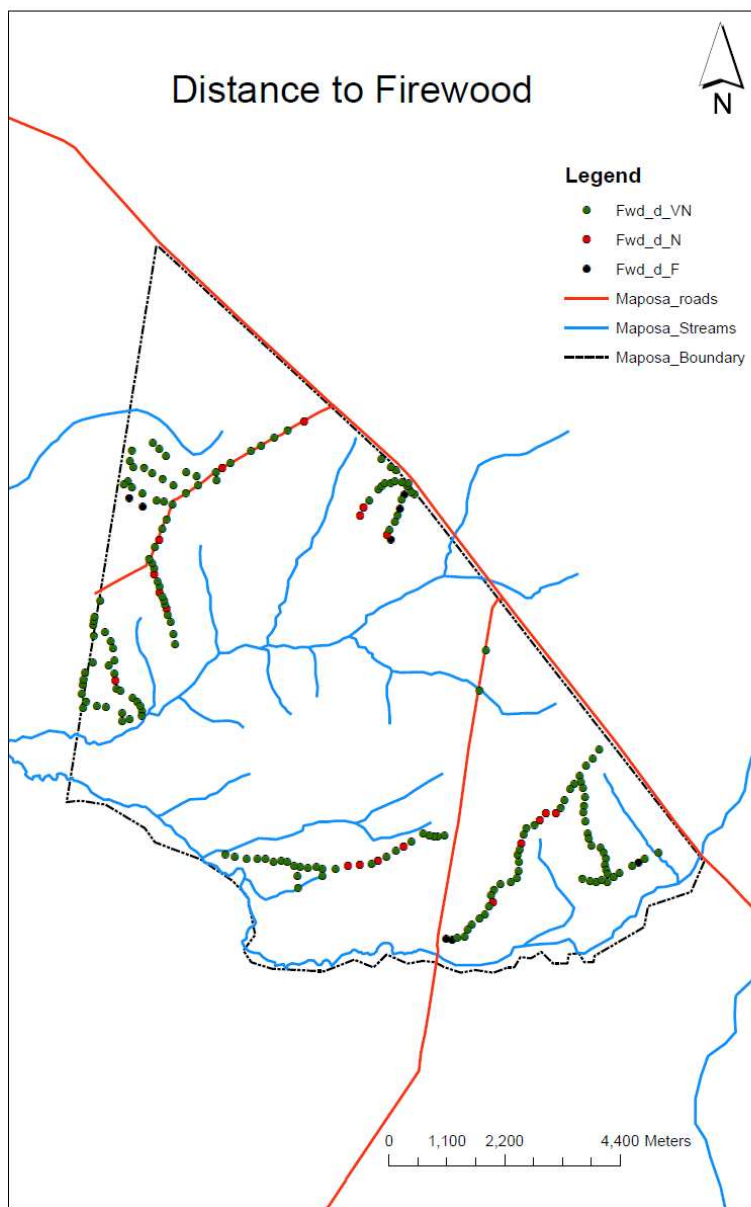 Distance to Firewood
N
Legend
Fwd_d_VN
Fwd_d_N
Fwd_d_F
Maposa_roads
Maposa_Streams
Maposa_Boundary
0 1,100 2,200 4,400 Meters